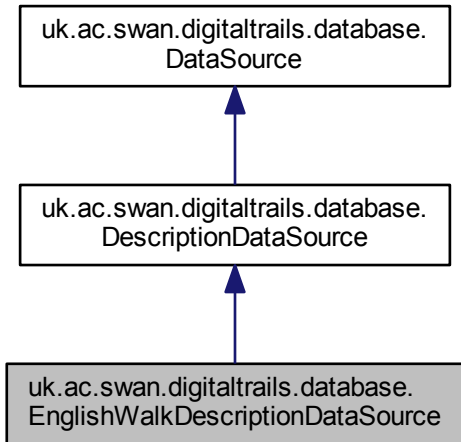 uk.ac.swan.digitaltrails.database.
DataSource
uk.ac.swan.digitaltrails.database.
DescriptionDataSource
uk.ac.swan.digitaltrails.database.
EnglishWalkDescriptionDataSource